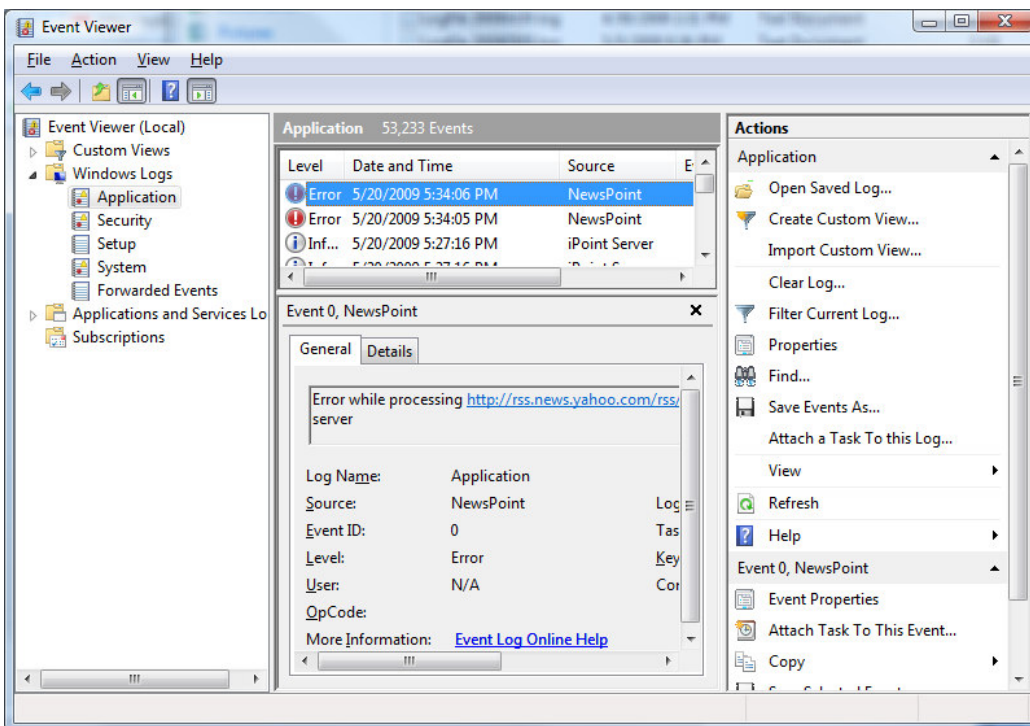 Event Viewer
File Action View Help
Event Viewer (Local)
Custom Views
Windows Logs
Application
Security
Setup
System
Forwarded Events
Applications and Services Lo
Subscriptions
Application 53,233 Events
Level Date and Time Source E
Error 5/20/2009 5:34:06 PM NewsPoint
Error 5/20/2009 5:34:05 PM NewsPoint
Inf... 5/20/2009 5:27:16 PM iPoint Server
Event 0, NewsPoint
General Details
Error while processing http://rss.news.yahoo.com/rss/
server
Log Name: Application
Source: NewsPoint Log
Event ID: 0 Tas
Level: Error Key
User: N/A Cor
OpCode:
More Information: Event Log Online Help
Actions
Application
Open Saved Log...
Create Custom View...
Import Custom View...
Clear Log...
Filter Current Log...
Properties
Find...
Save Events As...
Attach a Task To this Log...
View
Refresh
Help
Event 0, NewsPoint
Event Properties
Attach Task To This Event...
Copy